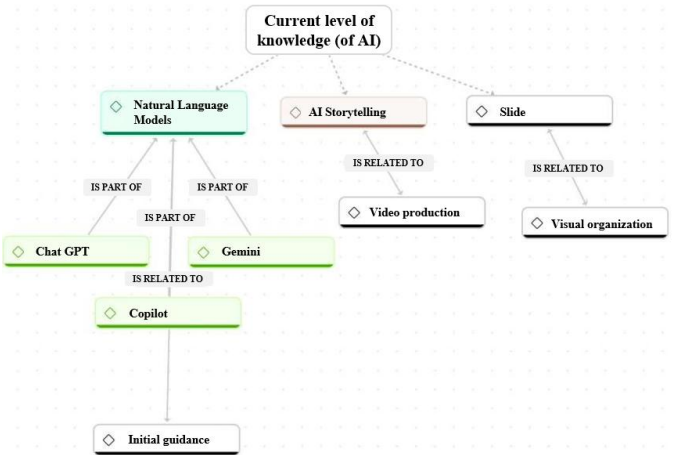 Current level of
knowledge (of AI)
Natural Language
Models
AI Storytelling
Slide
IS RELATED TO
IS RELATED TO
IS PART OF
IS PART OF
IS PART OF
Video production
Visual organization
Chat GPT
Gemini
IS RELATED TO
Copilot
Initial guidance